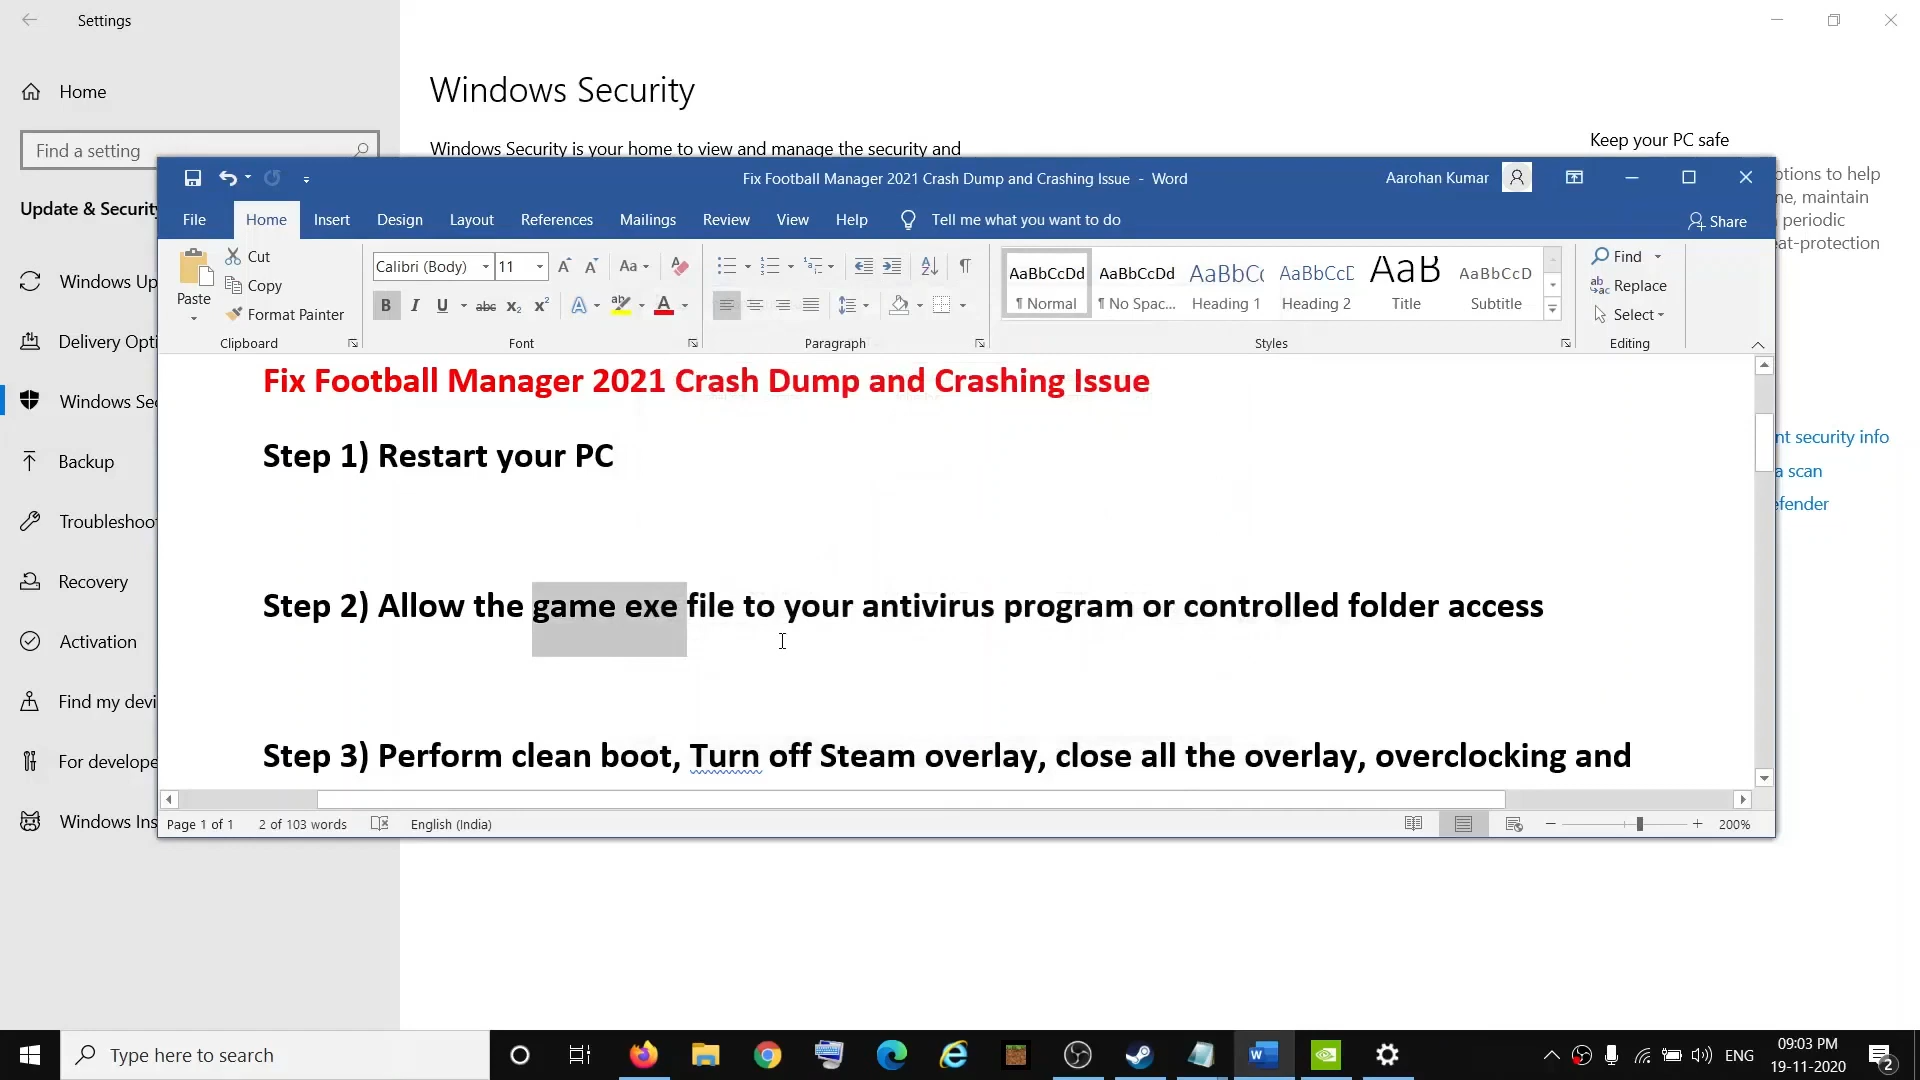 Settings
Home
Find a setting
Update & Security
Windows Up
Delivery Opti
Windows Sec
Backup
Troubleshoot
Recovery
Activation
Find my devi
For develope
Windows Ins
Windows Security
Windows Security is your home to view and manage the security and
Keep your PC safe
ptions to help
ne, maintain
periodic
eat-protection
nt security info
a scan
efender
Fix Football Manager 2021 Crash Dump and Crashing Issue - Word
Aarohan Kumar
File Home Insert Design Layout References Mailings Review View Help Tell me what you want to do Share
Paste
Cut
Copy
Format Painter
Clipboard
Calibri (Body) 11
Font
Paragraph
AaBbCcDd AaBbCcDd AaBbCc AaBbCcD AaB AaBbCcD
¶ Normal ¶ No Spac... Heading 1 Heading 2 Title Subtitle
Styles
Find
Replace
Select
Editing
Fix Football Manager 2021 Crash Dump and Crashing Issue
Step 1) Restart your PC
Step 2) Allow the game exe file to your antivirus program or controlled folder access
Step 3) Perform clean boot, Turn off Steam overlay, close all the overlay, overclocking and
Page 1 of 1 2 of 103 words English (India) 200%
Type here to search
ENG
09:03 PM
19-11-2020
2